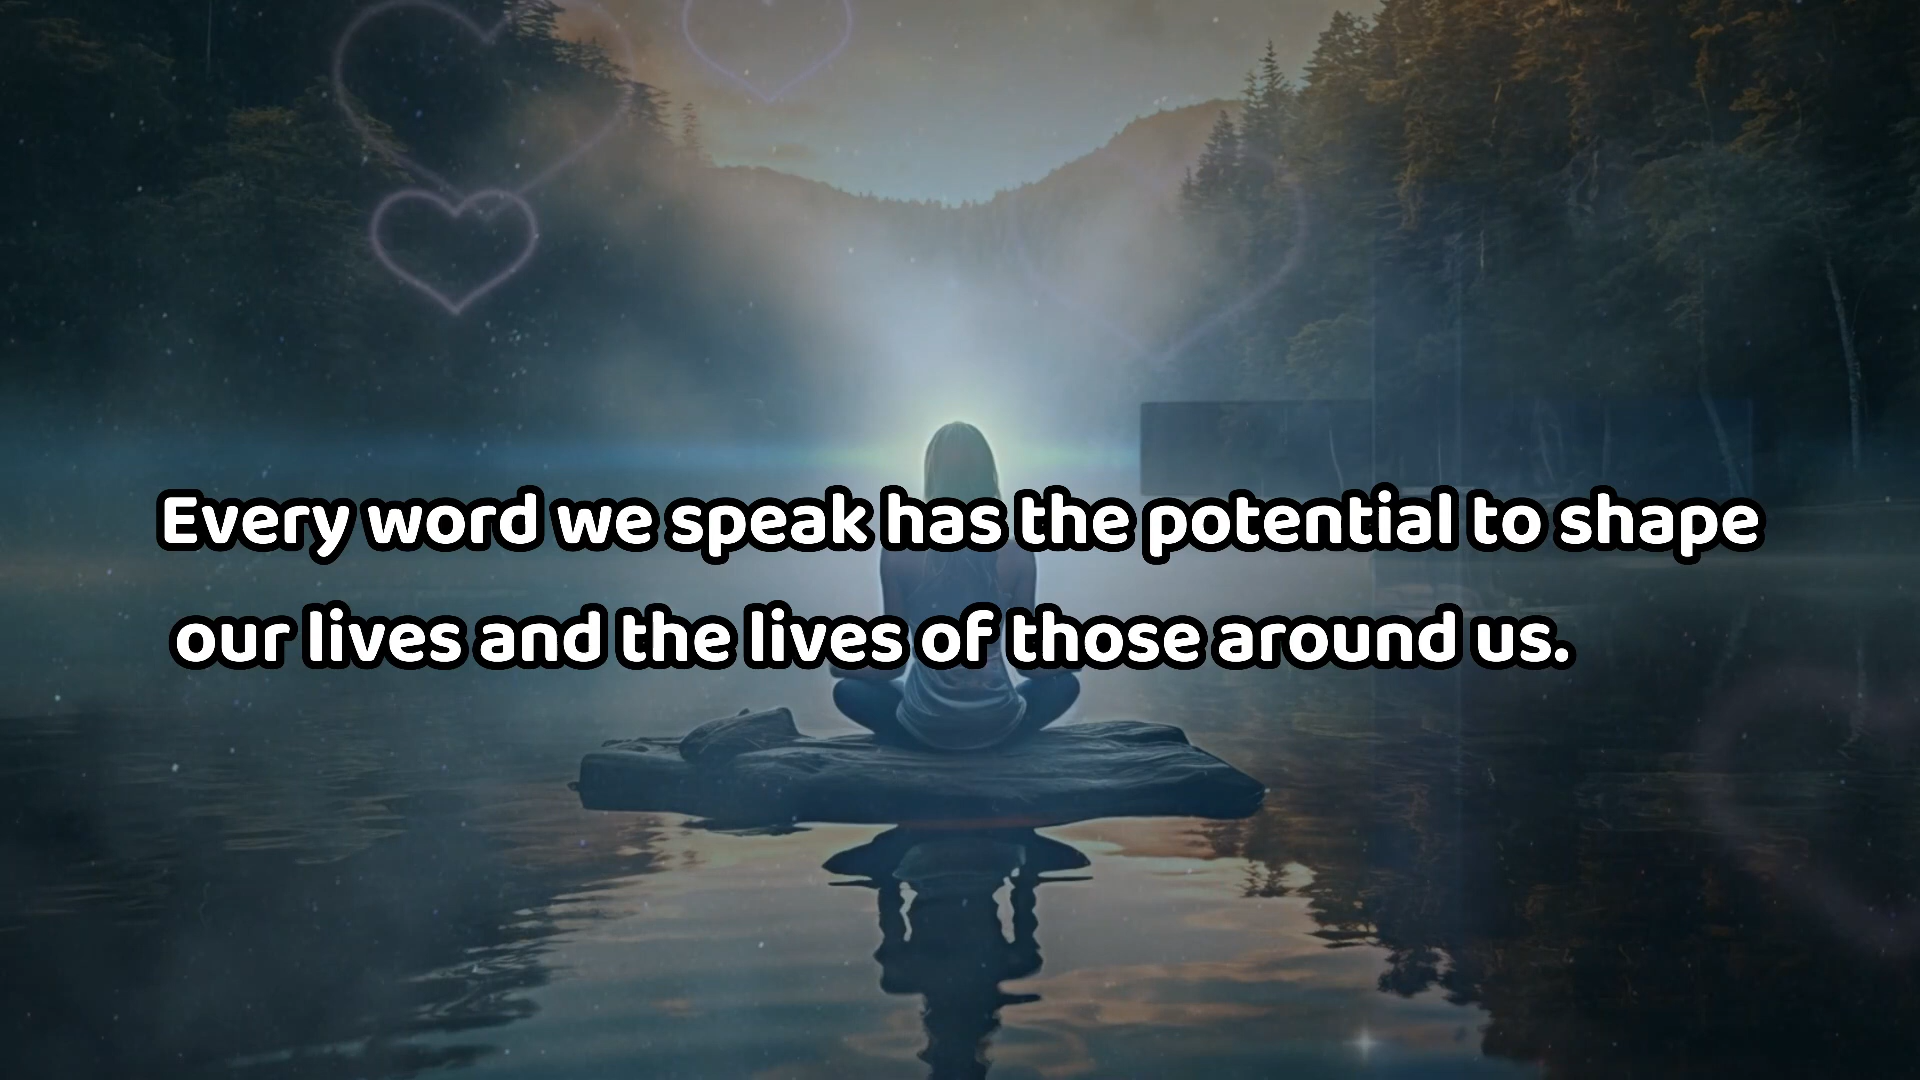 Every word we speak has the potential to shape
our lives and the lives of those around us.